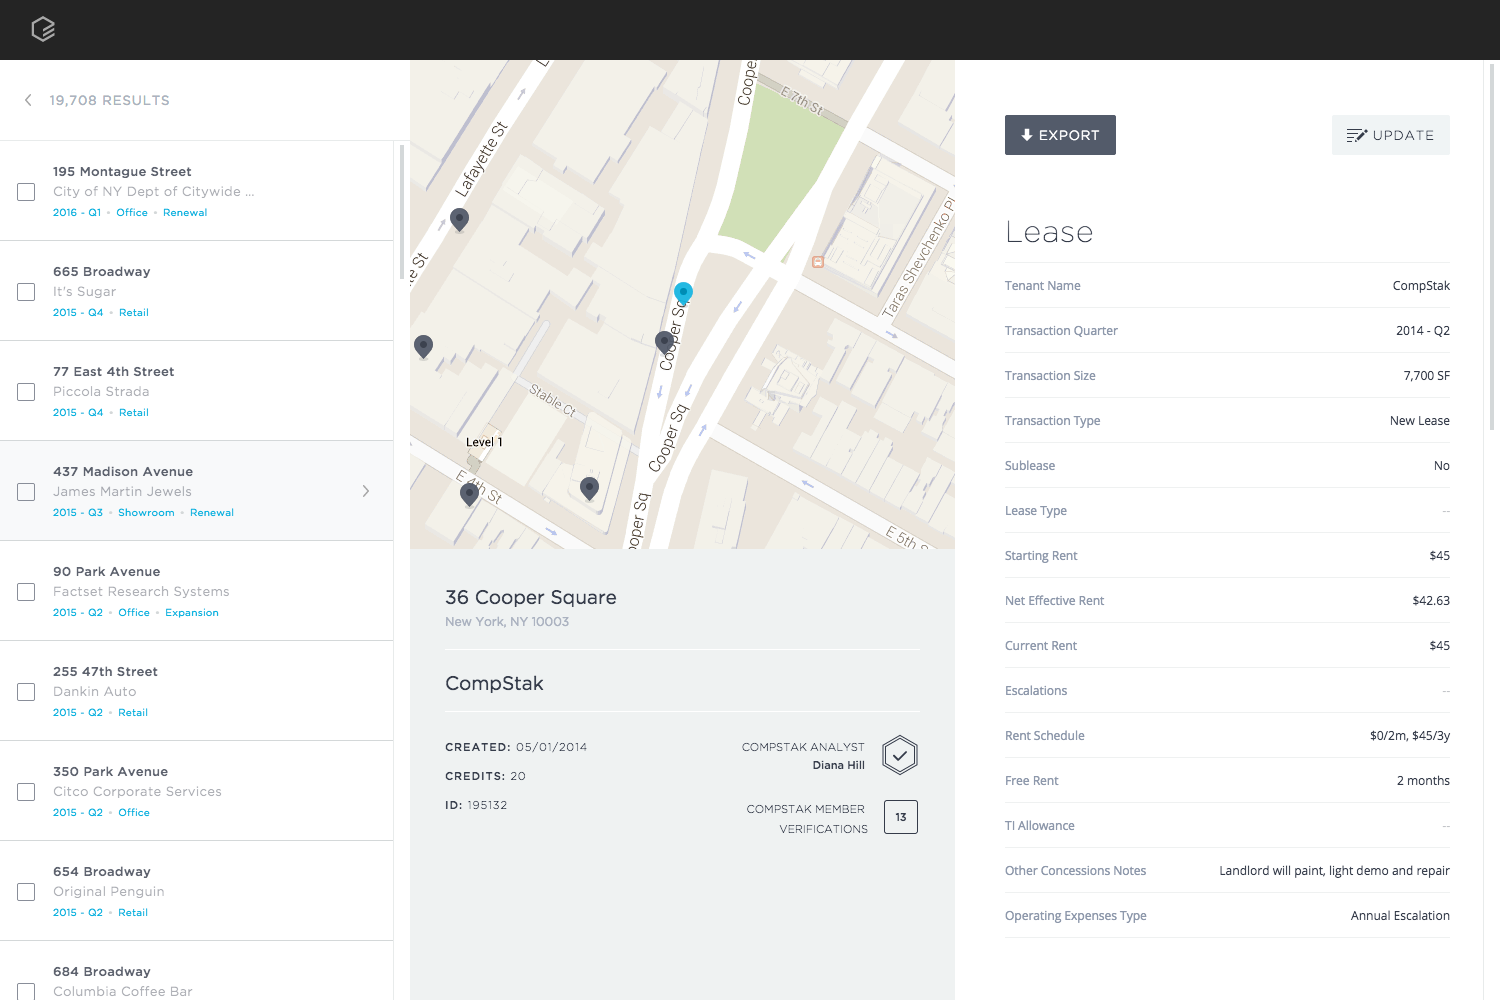 19,708 RESULTS
195 Montague Street
City of NY Dept of Citywide ...
2016 - Q1 • Office • Renewal
665 Broadway
It's Sugar
2015 - Q4 • Retail
77 East 4th Street
Piccola Strada
2015 - Q4 • Retail
437 Madison Avenue
James Martin Jewels
2015 - Q3 • Showroom • Renewal
90 Park Avenue
Factset Research Systems
2015 - Q2 • Office • Expansion
255 47th Street
Dankin Auto
2015 - Q2 • Retail
350 Park Avenue
Citco Corporate Services
2015 - Q2 • Office
654 Broadway
Original Penguin
2015 - Q2 • Retail
684 Broadway
Columbia Coffee Bar
Lafayette St
Cooper
E 7th St
te St
Taras Shevchenko Pl
Cooper Sq
Stable Ct
Level 1
Cooper Sq
E 4th St
ooper Sq
E 5th S
36 Cooper Square
New York, NY 10003
CompStak
CREATED: 05/01/2014
CREDITS: 20
ID: 195132
COMPSTAK ANALYST
Diana Hill
COMPSTAK MEMBER
VERIFICATIONS
13
EXPORT
UPDATE
Lease
Tenant Name CompStak
Transaction Quarter 2014 - Q2
Transaction Size 7,700 SF
Transaction Type New Lease
Sublease No
Lease Type --
Starting Rent $45
Net Effective Rent $42.63
Current Rent $45
Escalations --
Rent Schedule $0/2m, $45/3y
Free Rent 2 months
TI Allowance --
Other Concessions Notes Landlord will paint, light demo and repair
Operating Expenses Type Annual Escalation